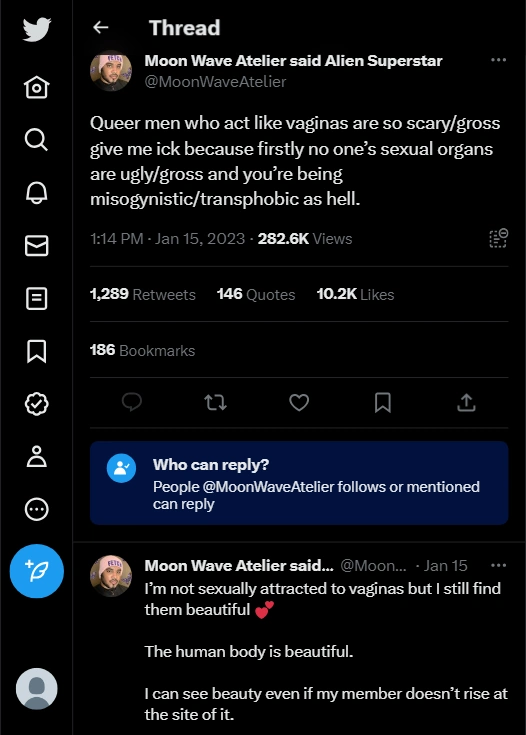 Thread
Moon Wave Atelier said Alien Superstar
@MoonWaveAtelier
Queer men who act like vaginas are so scary/gross
give me ick because firstly no one's sexual organs
are ugly/gross and you're being
misogynistic/transphobic as hell.
1:14 PM · Jan 15, 2023 · 282.6K Views
1,289 Retweets 146 Quotes 10.2K Likes
186 Bookmarks
Who can reply?
People @MoonWaveAtelier follows or mentioned
can reply
Moon Wave Atelier said... @Moon... · Jan 15
I'm not sexually attracted to vaginas but I still find
them beautiful 💕
The human body is beautiful.
I can see beauty even if my member doesn't rise at
the site of it.